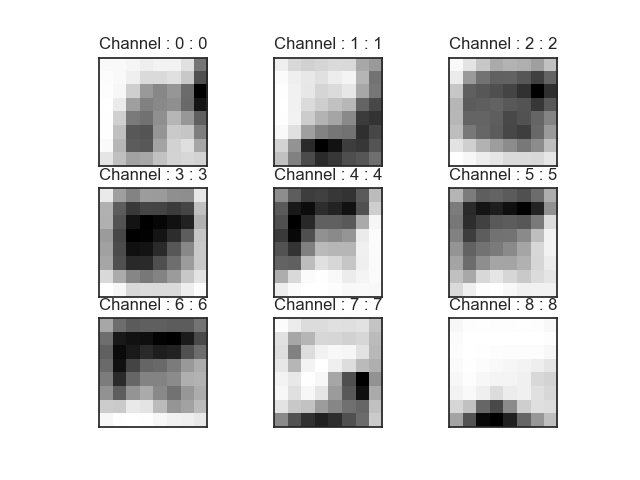 Channel : 0 : 0
Channel : 1 : 1
Channel : 2 : 2
Channel : 3 : 3
Channel : 4 : 4
Channel : 5 : 5
Channel : 6 : 6
Channel : 7 : 7
Channel : 8 : 8